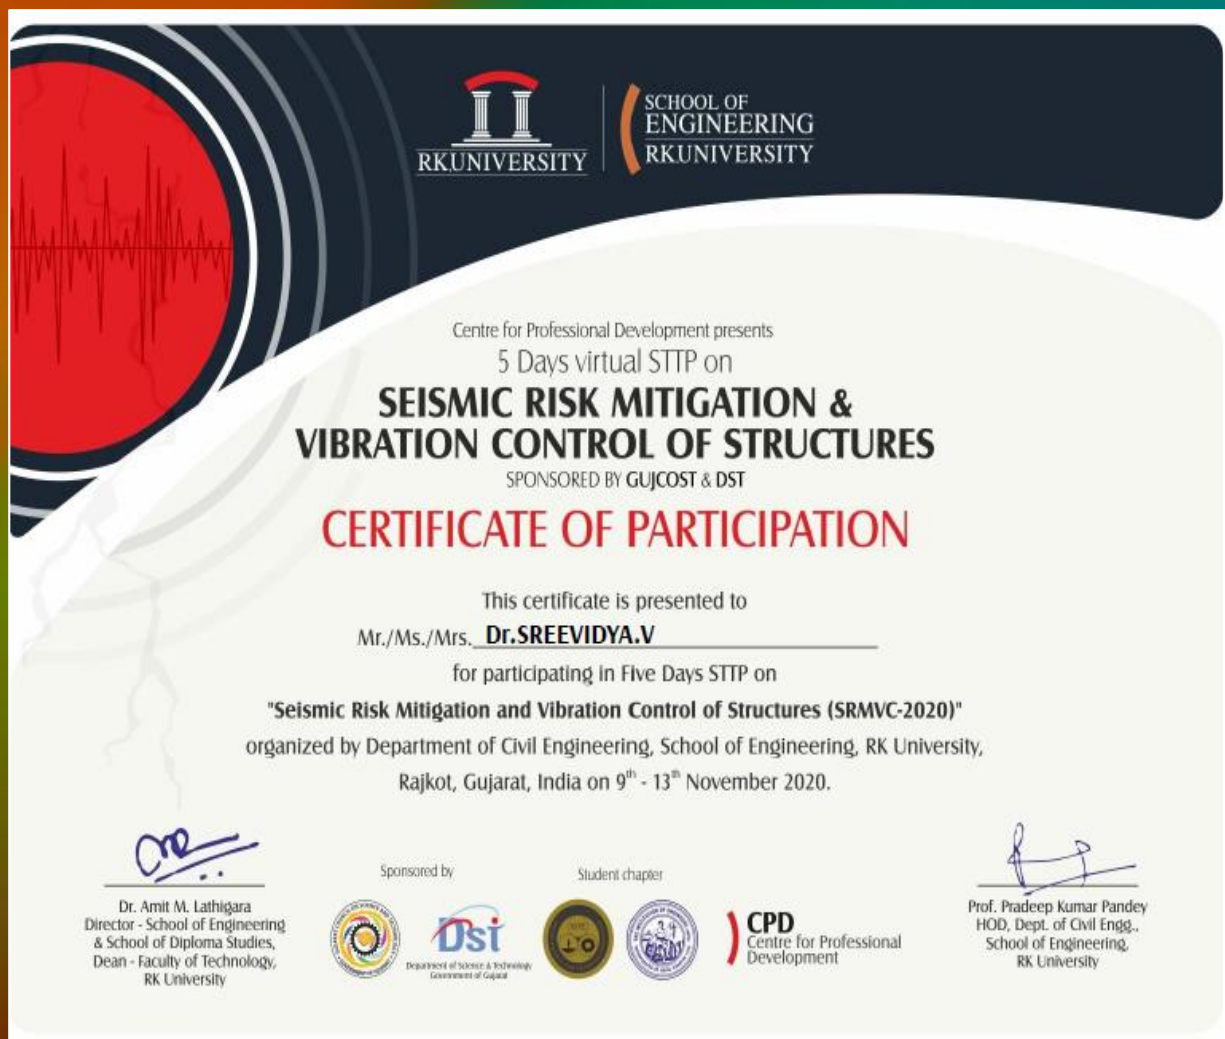 RKUNIVERSITY
SCHOOL OF
ENGINEERING
RKUNIVERSITY
Centre for Professional Development presents
5 Days virtual STTP on
SEISMIC RISK MITIGATION &
VIBRATION CONTROL OF STRUCTURES
SPONSORED BY GUJCOST & DST
CERTIFICATE OF PARTICIPATION
This certificate is presented to
Mr./Ms./Mrs. Dr.SREEVIDYA.V
for participating in Five Days STTP on
"Seismic Risk Mitigation and Vibration Control of Structures (SRMVC-2020)"
organized by Department of Civil Engineering, School of Engineering, RK University,
Rajkot, Gujarat, India on 9th - 13th November 2020.
Dr. Amit M. Lathigara
Director - School of Engineering
& School of Diploma Studies,
Dean - Faculty of Technology,
RK University
Sponsored by
Dst
Department of Science & Technology
Government of Gujarat
Student chapter
CPD
Centre for Professional
Development
Prof. Pradeep Kumar Pandey
HOD, Dept. of Civil Engg.,
School of Engineering,
RK University